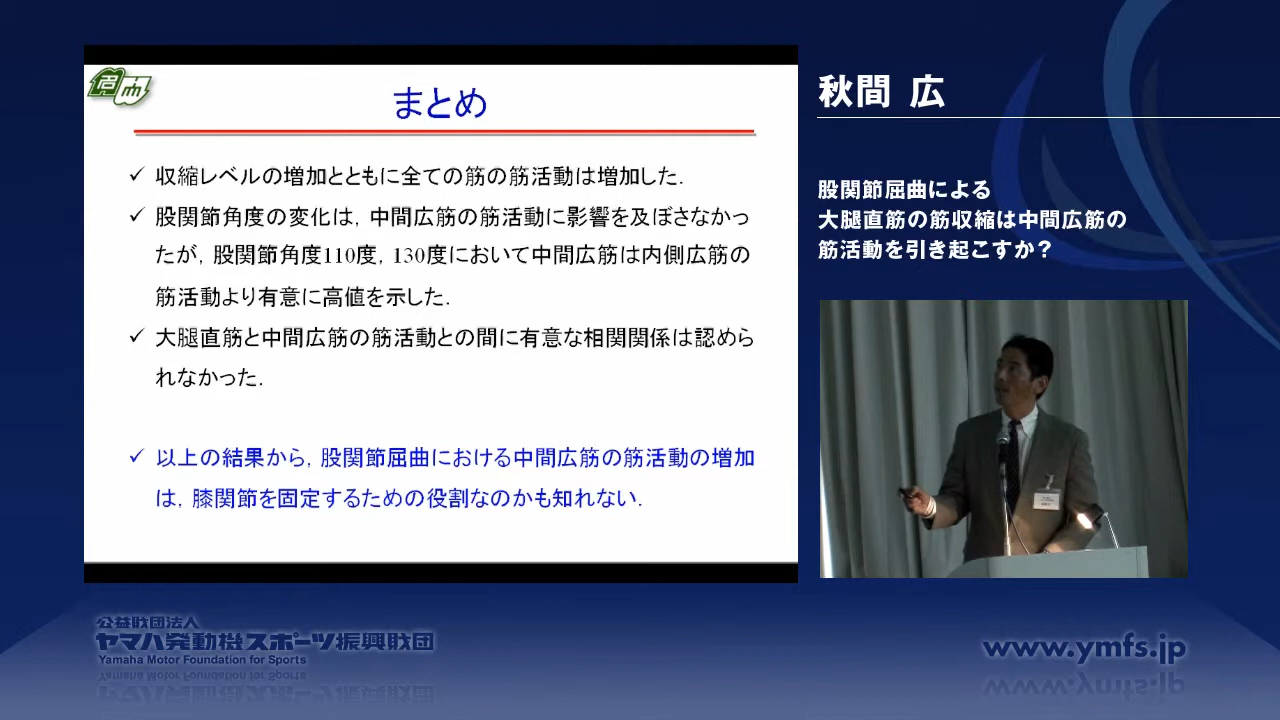 まとめ
✓ 収縮レベルの増加とともに全ての筋の筋活動は増加した.
✓ 股関節角度の変化は, 中間広筋の筋活動に影響を及ぼさなかっ
たが, 股関節角度110度, 130度において中間広筋は内側広筋の
筋活動より有意に高値を示した.
✓ 大腿直筋と中間広筋の筋活動との間に有意な相関関係は認めら
れなかった.
✓ 以上の結果から, 股関節屈曲における中間広筋の筋活動の増加
は, 膝関節を固定するための役割なのかも知れない.
秋間 広
股関節屈曲による
大腿直筋の筋収縮は中間広筋の
筋活動を引き起こすか？
公益財団法人
ヤマハ発動機スポーツ振興財団
Yamaha Motor Foundation for Sports
www.ymfs.jp